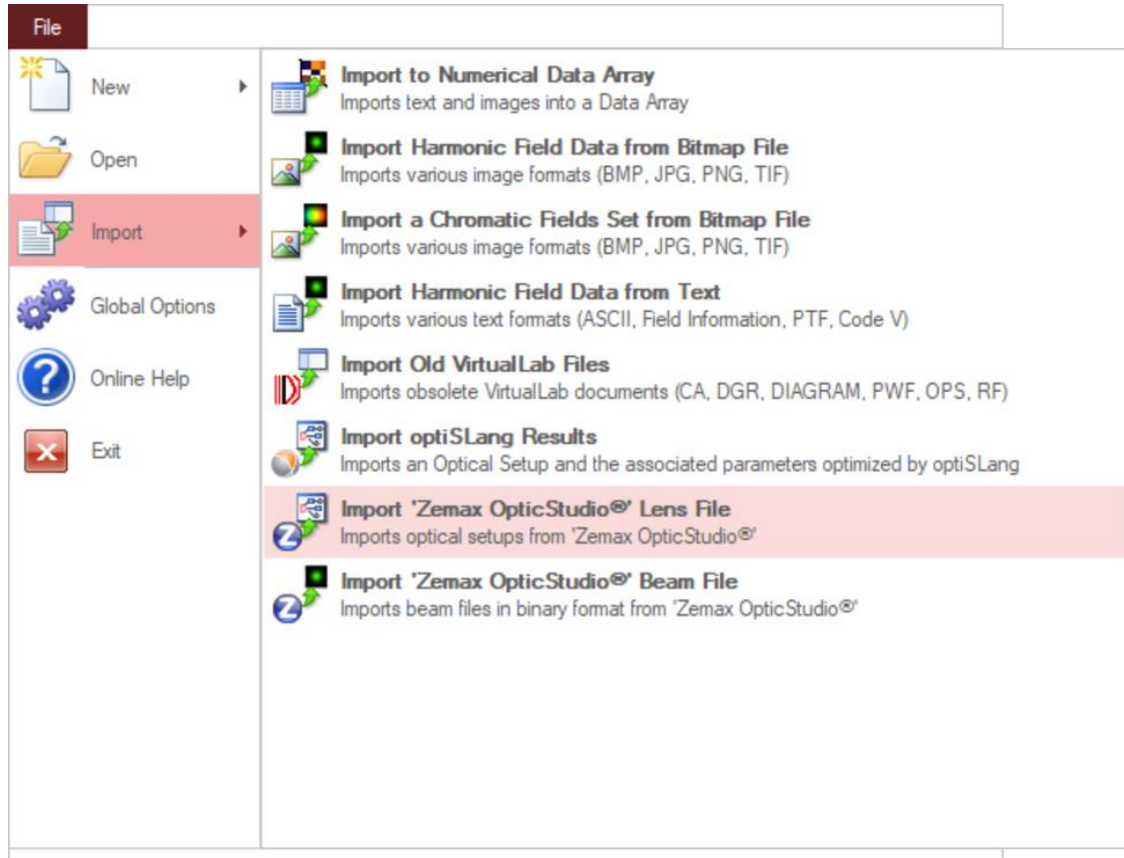 File
New
Open
Import
Global Options
Online Help
Exit
Import to Numerical Data Array
Imports text and images into a Data Array
Import Harmonic Field Data from Bitmap File
Imports various image formats (BMP, JPG, PNG, TIF)
Import a Chromatic Fields Set from Bitmap File
Imports various image formats (BMP, JPG, PNG, TIF)
Import Harmonic Field Data from Text
Imports various text formats (ASCII, Field Information, PTF, Code V)
Import Old VirtualLab Files
Imports obsolete VirtualLab documents (CA, DGR, DIAGRAM, PWF, OPS, RF)
Import optiSLang Results
Imports an Optical Setup and the associated parameters optimized by optiSLang
Import 'Zemax OpticStudio®' Lens File
Imports optical setups from 'Zemax OpticStudio®'
Import 'Zemax OpticStudio®' Beam File
Imports beam files in binary format from 'Zemax OpticStudio®'